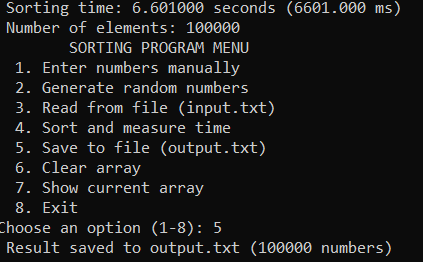 Sorting time: 6.601000 seconds (6601.000 ms)
Number of elements: 100000
SORTING PROGRAM MENU
1. Enter numbers manually
2. Generate random numbers
3. Read from file (input.txt)
4. Sort and measure time
5. Save to file (output.txt)
6. Clear array
7. Show current array
8. Exit
Choose an option (1-8): 5
Result saved to output.txt (100000 numbers)